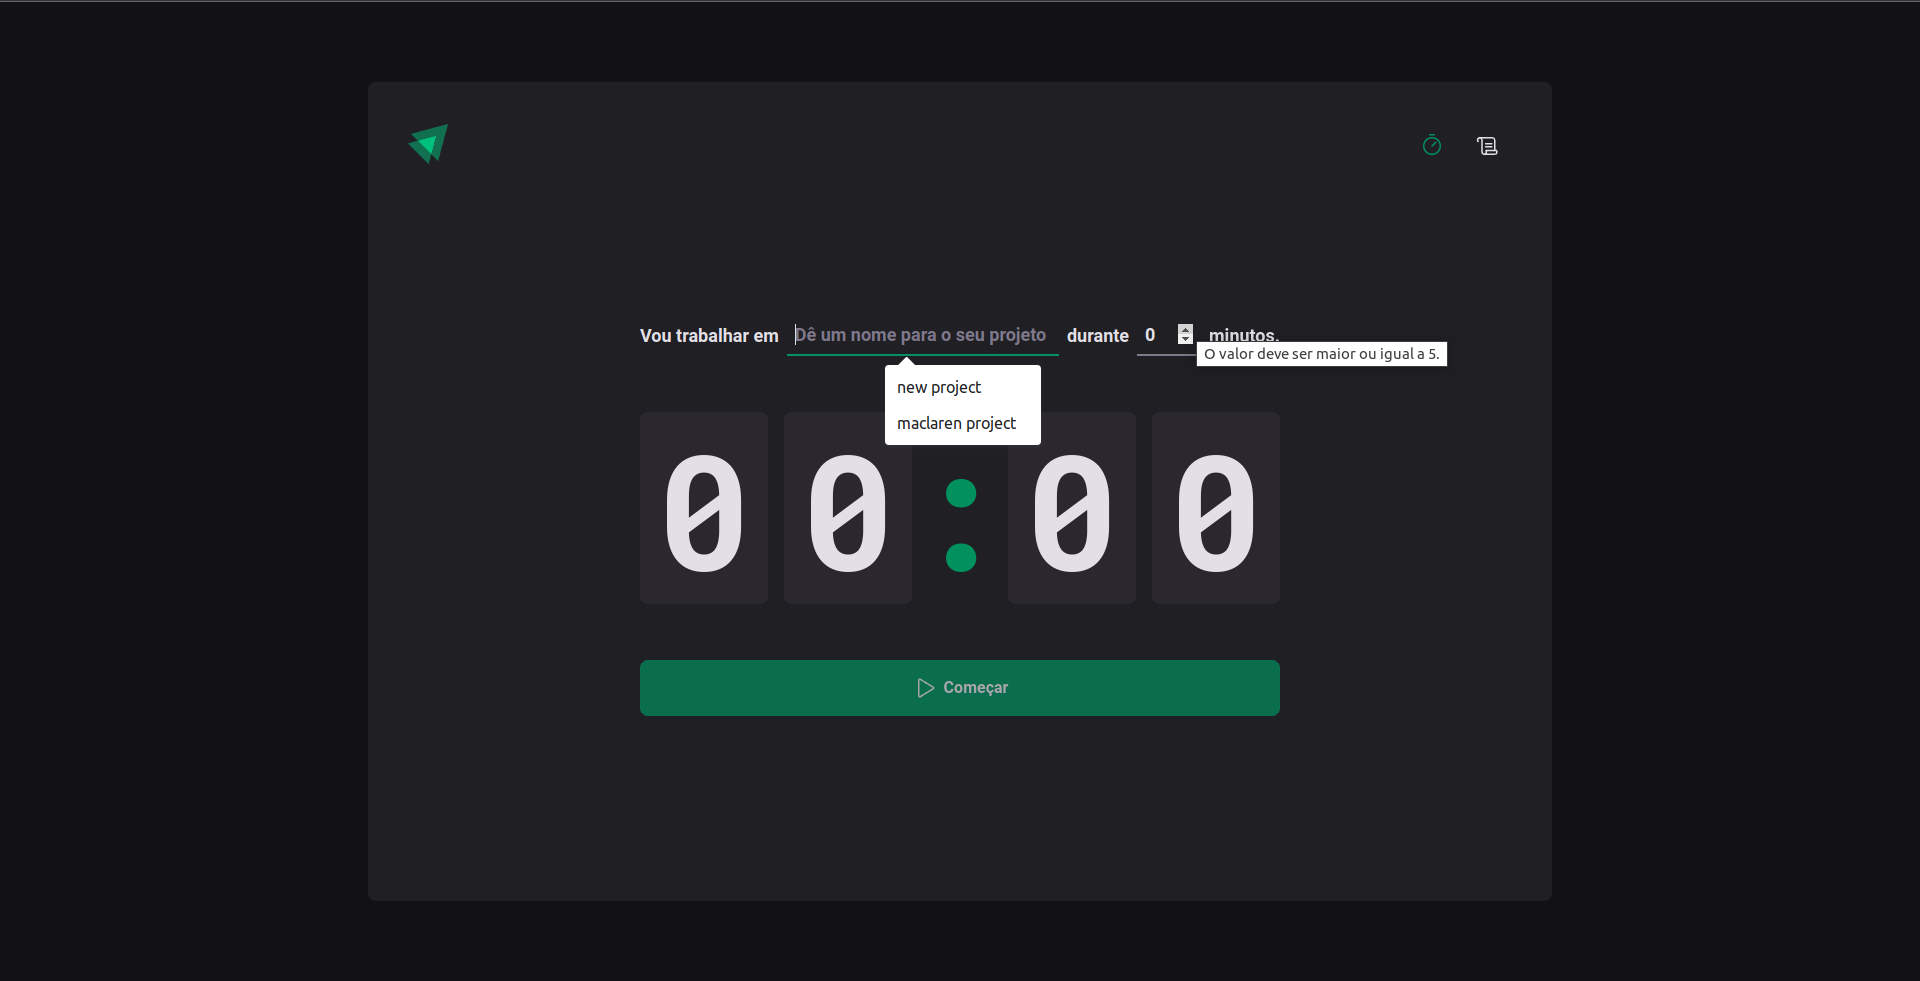 Vou trabalhar em Dê um nome para o seu projeto durante 0 minutos.
O valor deve ser maior ou igual a 5.
new project
maclaren project
00:00
Começar